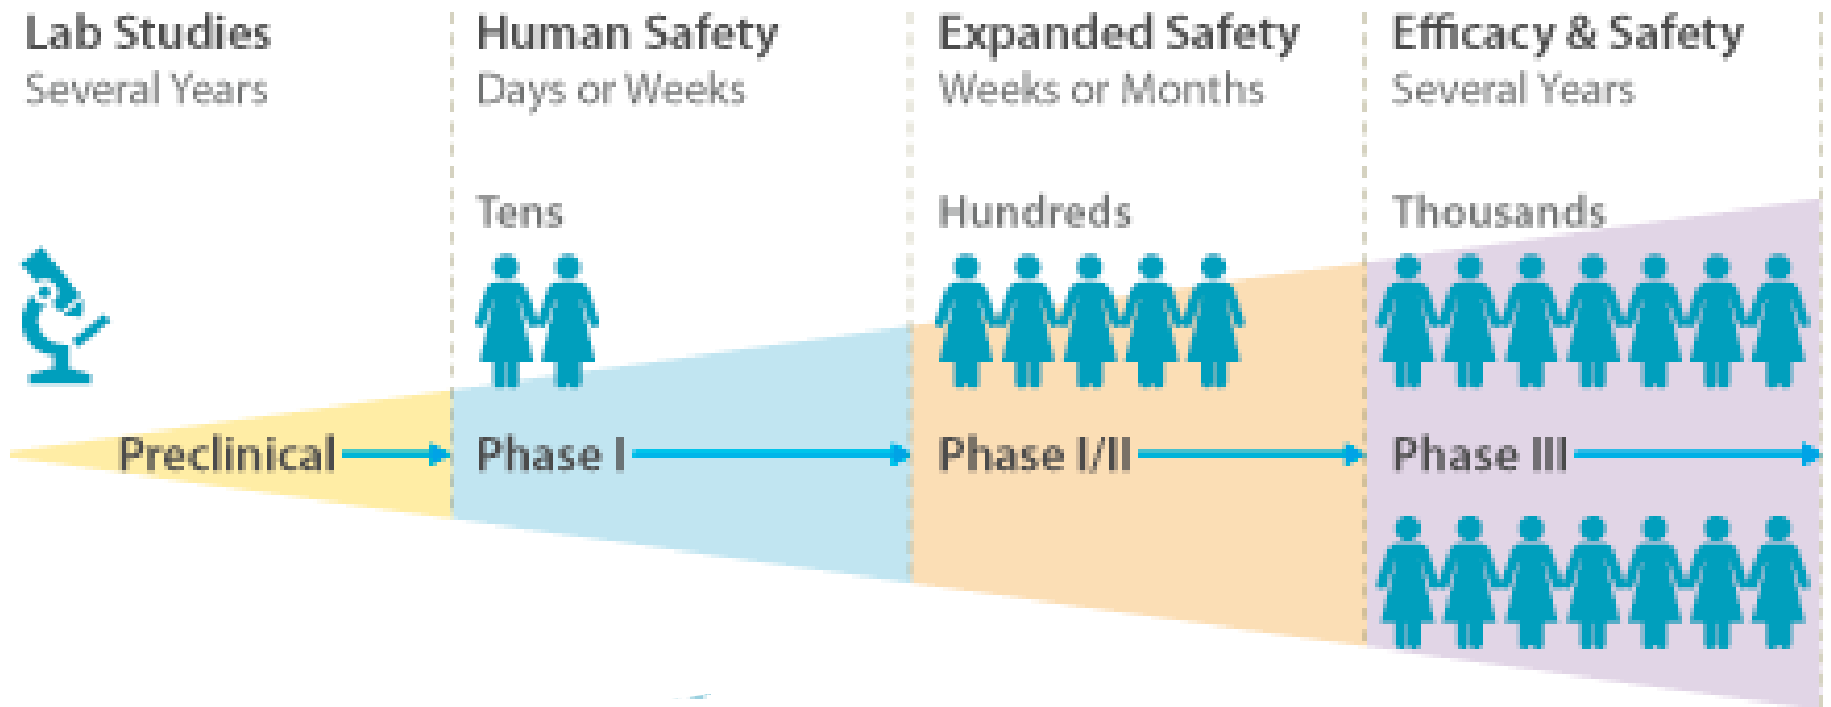 Lab Studies
Several Years
Human Safety
Days or Weeks
Expanded Safety
Weeks or Months
Efficacy & Safety
Several Years
Tens
Hundreds
Thousands
Preclinical
Phase I
Phase I/II
Phase III